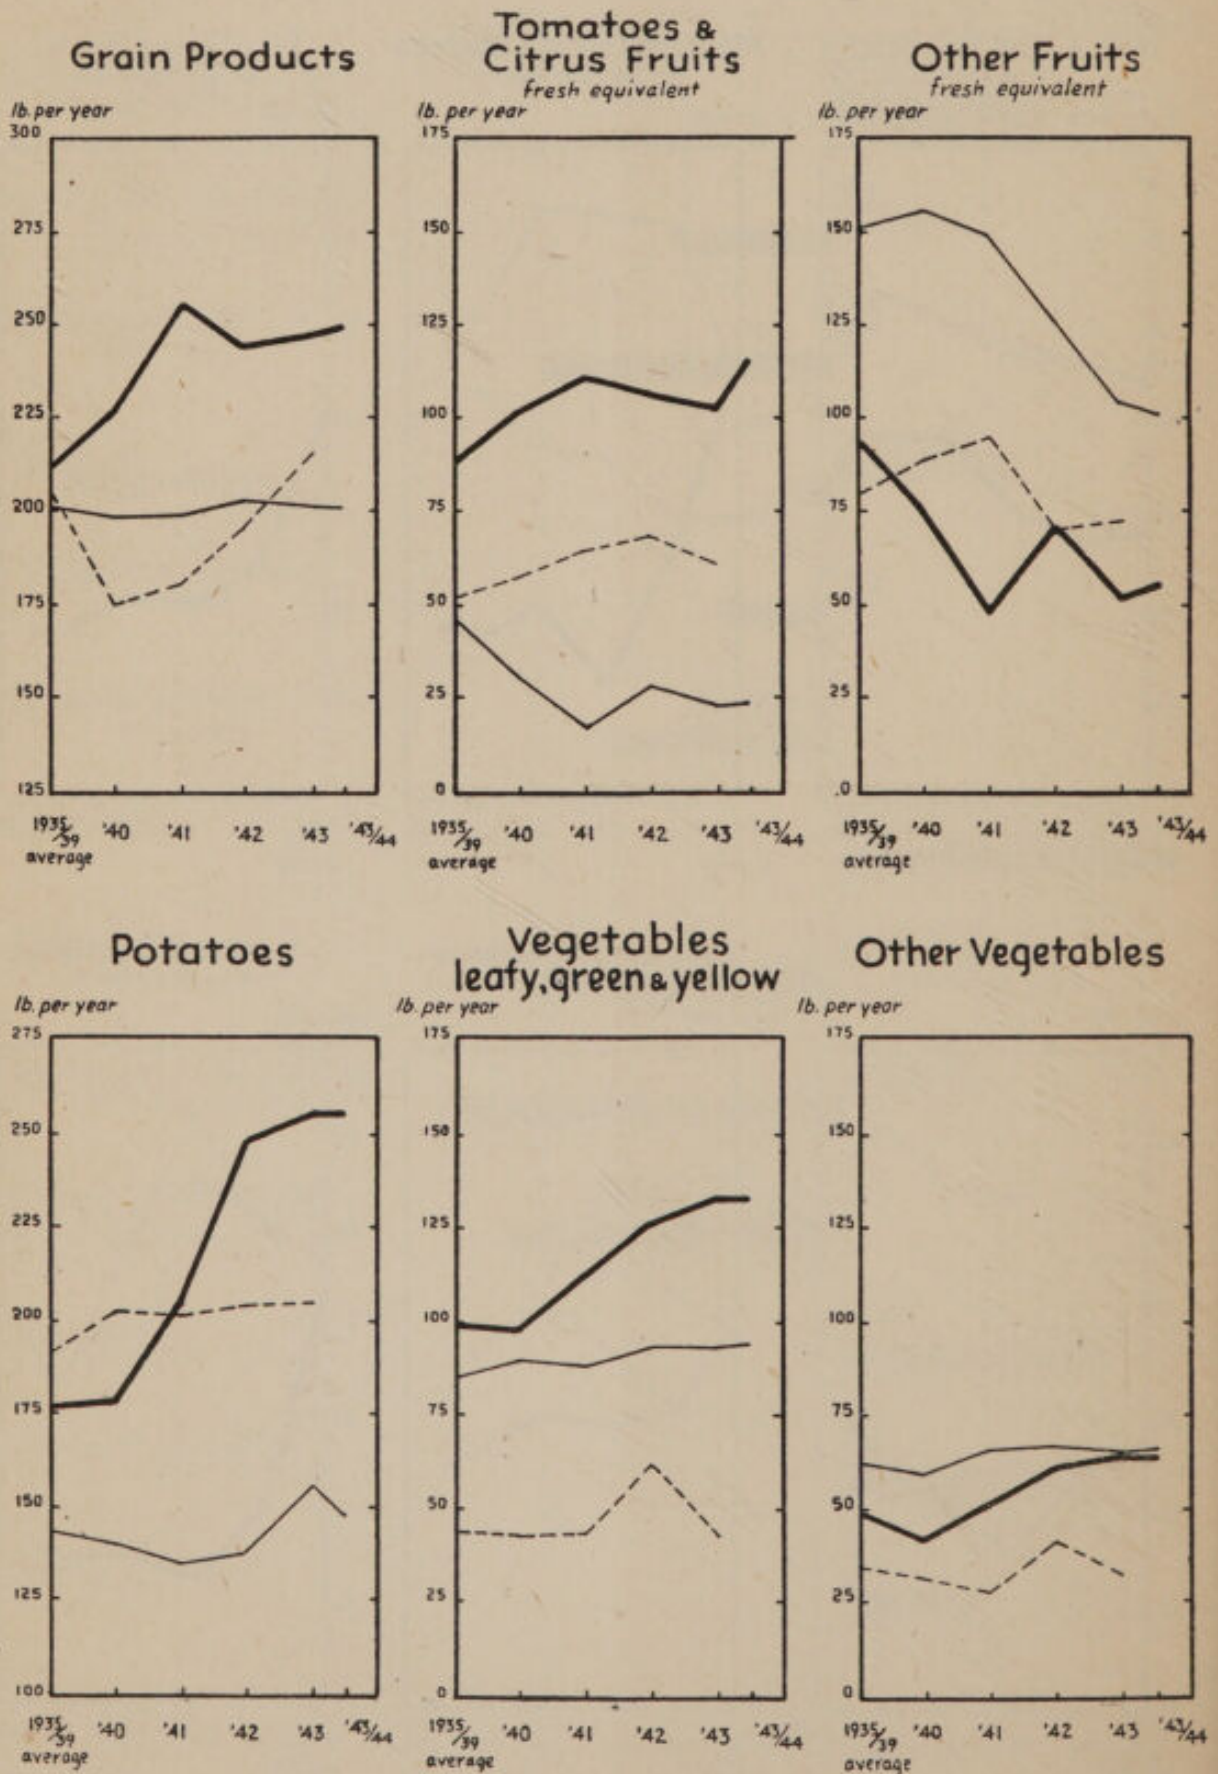 Grain Products
lb. per year
300
275
250
225
200
175
150
125
1935/39 average '40 '41 '42 '43 '43/44
Tomatoes &
Citrus Fruits
fresh equivalent
lb. per year
175
150
125
100
75
50
25
0
1935/39 average '40 '41 '42 '43 '43/44
Other Fruits
fresh equivalent
lb. per year
175
150
125
100
75
50
25
0
1935/39 average '40 '41 '42 '43 '43/44
Potatoes
lb. per year
275
250
225
200
175
150
125
100
1935/39 average '40 '41 '42 '43 '43/44
Vegetables
leafy, green & yellow
lb. per year
175
150
125
100
75
50
25
0
1935/39 average '40 '41 '42 '43 '43/44
Other Vegetables
lb. per year
175
150
125
100
75
50
25
0
1935/39 average '40 '41 '42 '43 '43/44